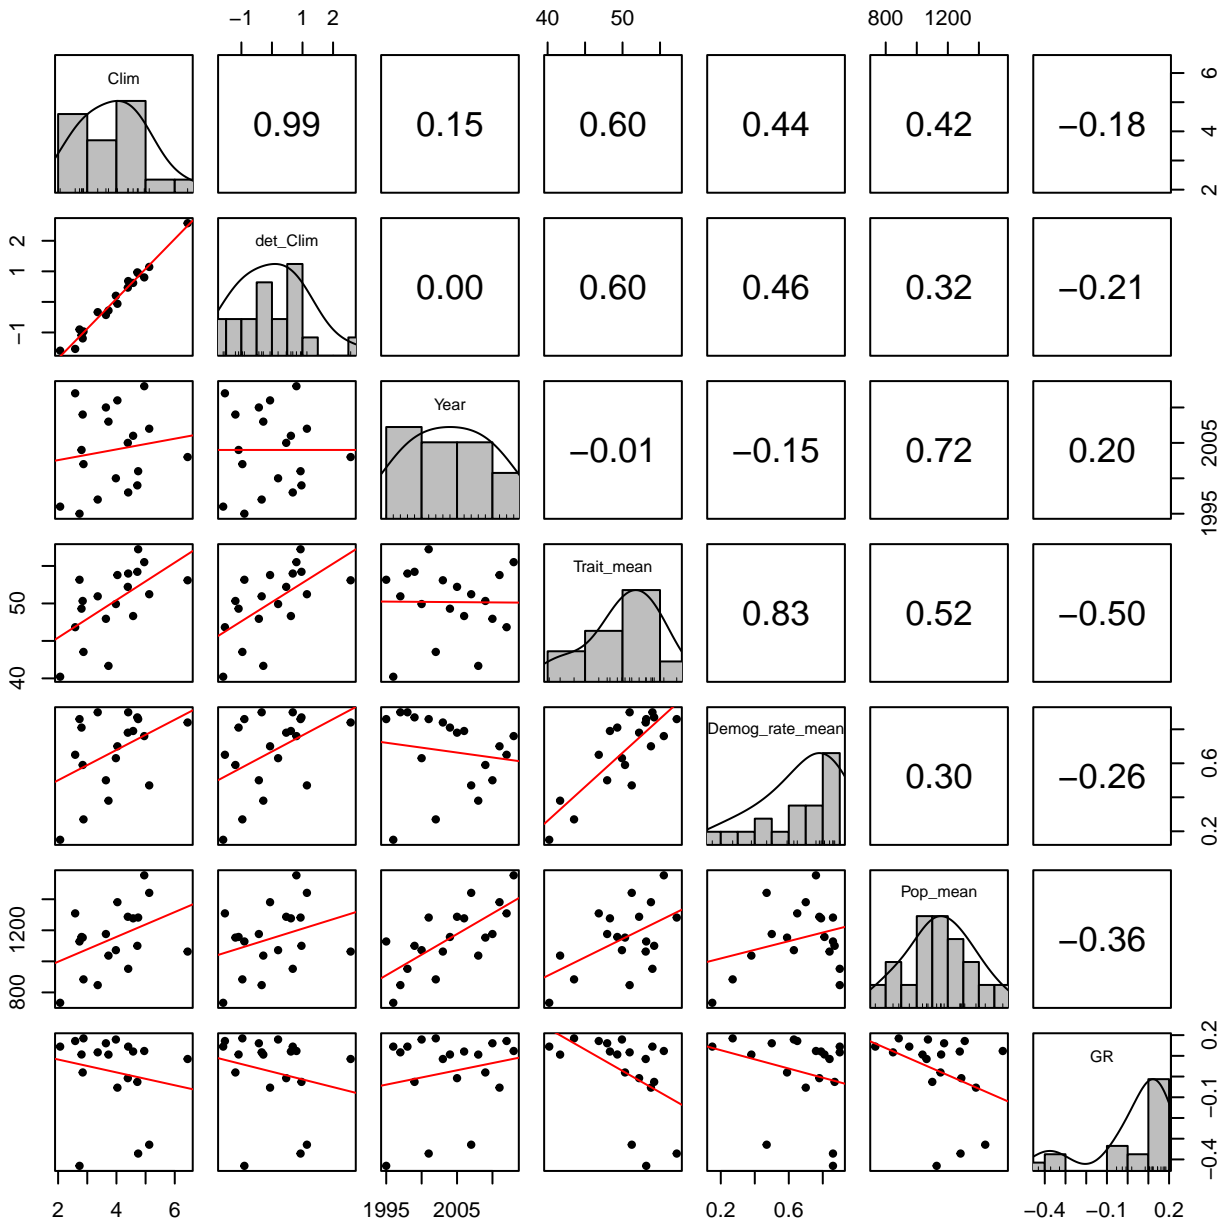 −1 1 2 40 50 800 1200
Clim 0.99 0.15 0.60 0.44 0.42 −0.18 2 4 6
−1 1 2 det_Clim 0.00 0.60 0.46 0.32 −0.21
Year −0.01 −0.15 0.72 0.20 1995 2005
40 50 Trait_mean 0.83 0.52 −0.50
Demog_rate_mean 0.30 −0.26 0.2 0.6
800 1200 Pop_mean −0.36
GR −0.4 −0.1 0.2
2 4 6 1995 2005 0.2 0.6 −0.4 −0.1 0.2